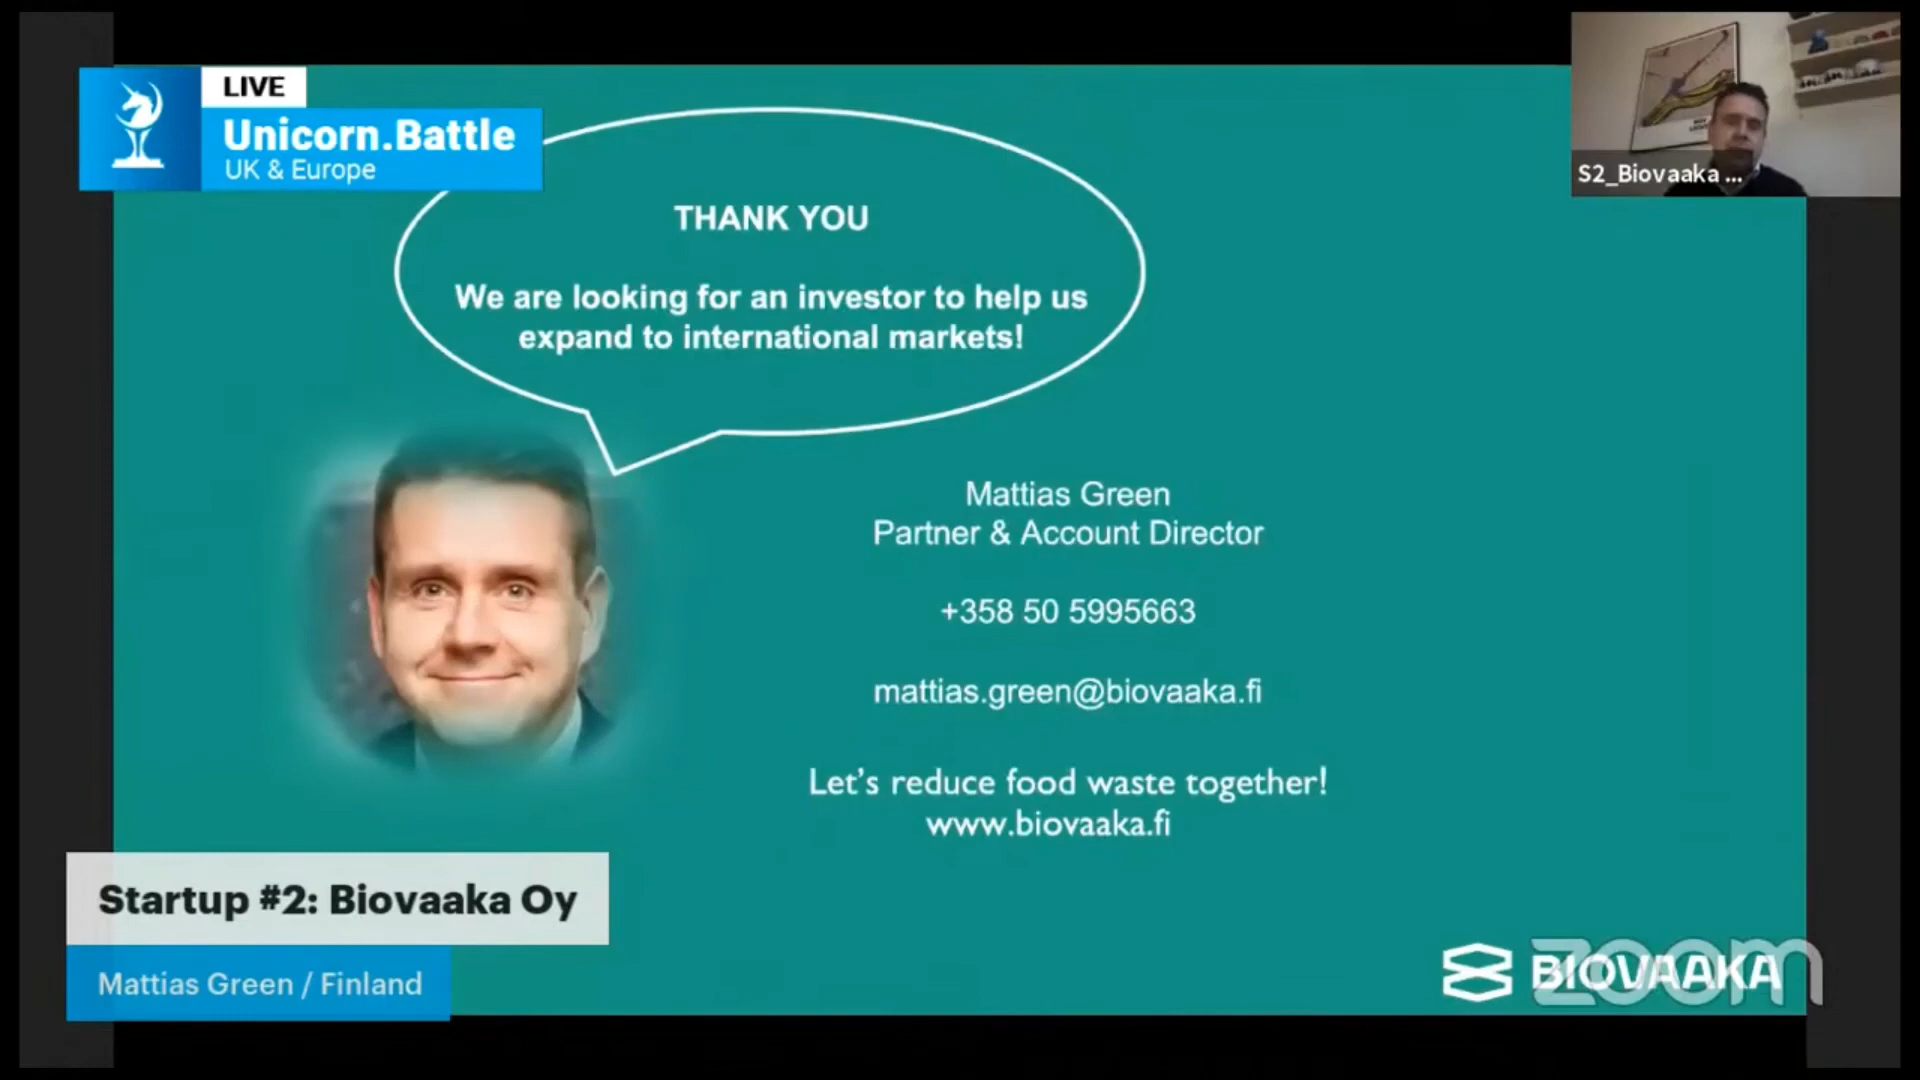 LIVE
Unicorn.Battle
UK & Europe
S2_Biovaaka ...
THANK YOU
We are looking for an investor to help us
expand to international markets!
Mattias Green
Partner & Account Director
+358 50 5995663
mattias.green@biovaaka.fi
Let's reduce food waste together!
www.biovaaka.fi
Startup #2: Biovaaka Oy
Mattias Green / Finland
BIOVAAKA
zoom